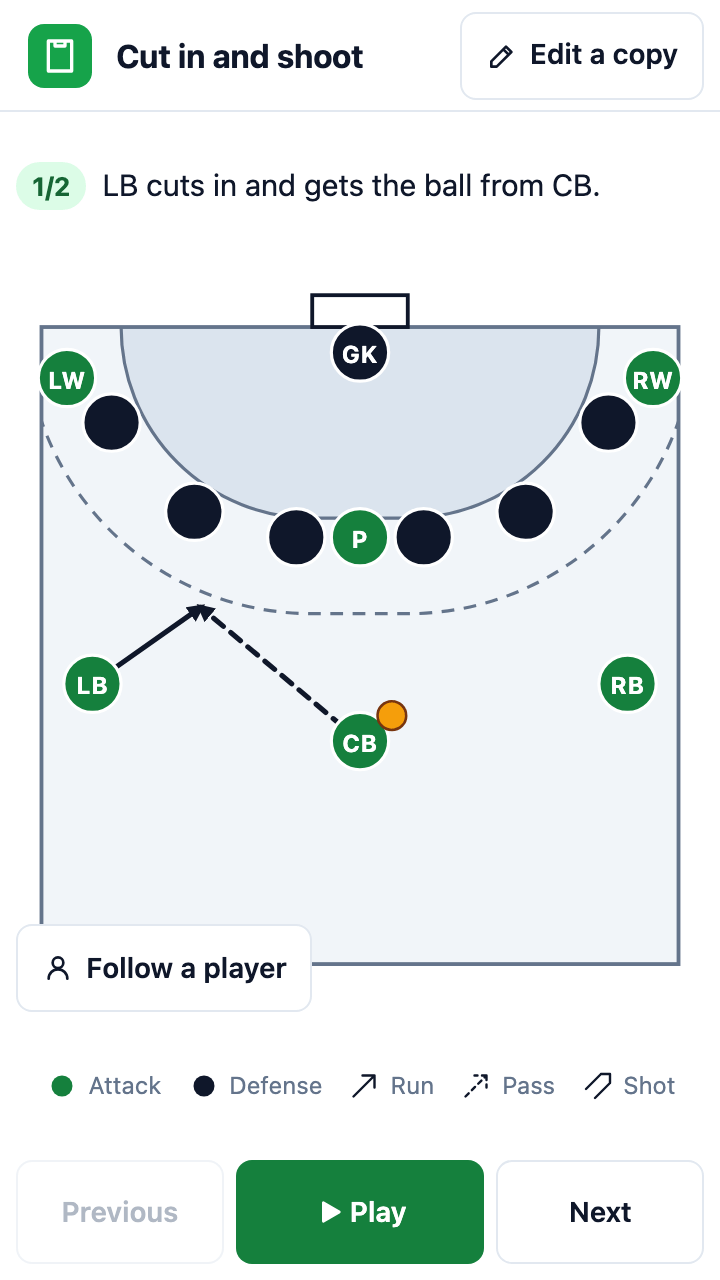 Cut in and shoot
Edit a copy
1/2 LB cuts in and gets the ball from CB.
GK
LW
RW
P
LB
RB
CB
Follow a player
Attack Defense Run Pass Shot
Previous
Play
Next